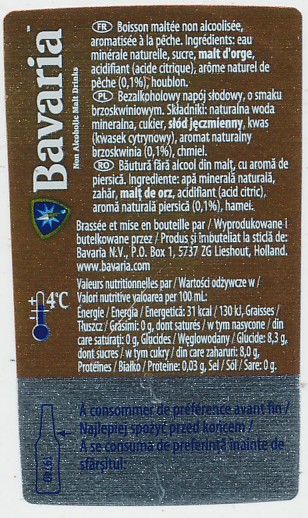 Bavaria
Non Alcoholic Malt Drinks
FR Boisson maltée non alcoolisée,
aromatisée à la pêche. Ingrédients: eau
minérale naturelle, sucre, malt d'orge,
acidifiant (acide citrique), arôme naturel de
pêche (0,1%), houblon.
PL Bezalkoholowy napój słodowy, o smaku
brzoskwiniowym. Składniki: naturalna woda
mineralna, cukier, słód jęczmienny, kwas
(kwasek cytrynowy), aromat naturalny
brzoskwinia (0,1%), chmiel.
RO Băutura fără alcool din malț, cu aromă de
piersică. Ingrediente: apă minerală naturală,
zahăr, malț de orz, acidifiant (acid citric),
aromă naturală piersică (0,1%), hamei.
Brassée et mise en bouteille par / Wyprodukowane i
butelkowane przez / Produs și îmbuteliat la sticlă de:
Bavaria N.V., P.O. Box 1, 5737 ZG Lieshout, Holland.
www.bavaria.com
+4°C
Valeurs nutritionnelles par / Wartości odżywcze w /
Valori nutritive valoarea per 100 mL:
Énergie / Energia / Energetică: 31 kcal / 130 kJ, Graisses /
Tłuszcz / Grăsimi: 0 g, dont saturés / w tym nasycone / din
care saturați: 0 g, Glucides / Węglowodany / Glucide: 8,3 g,
dont sucres / w tym cukry / din care zaharuri: 8,0 g,
Protéines / Białko / Proteine: 0,03 g, Sel / Sól / Sare: 0 g.
À consommer de préférence avant fin /
Najlepiej spożyć przed końcem /
A se consuma de preferință înainte de
sfârșitul: